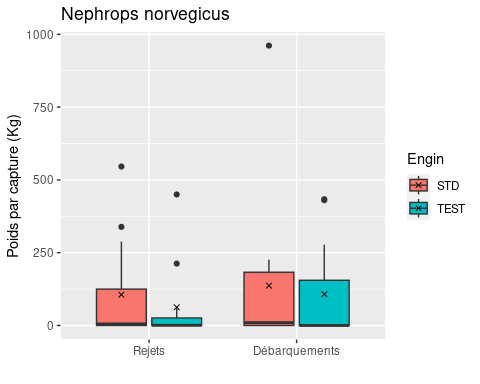 Nephrops norvegicus
Poids par capture (Kg)
1000
750
500
250
0
Rejets
Débarquements
Engin
STD
TEST